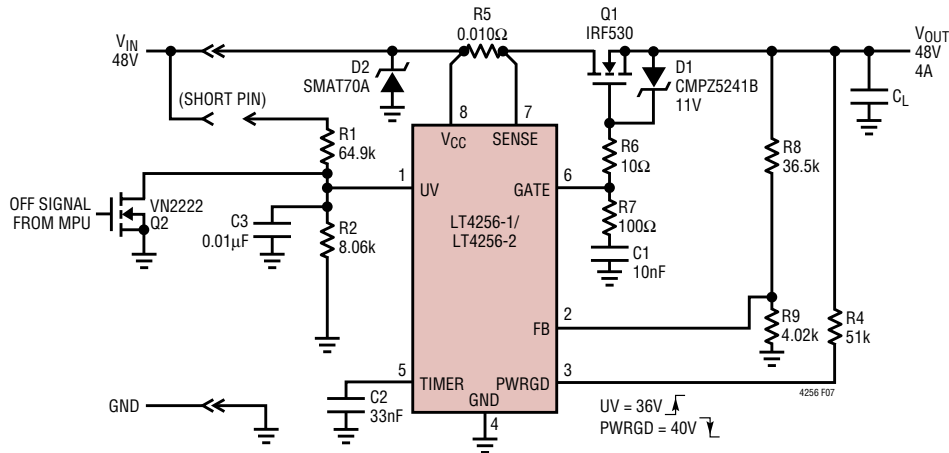 VIN
48V
(SHORT PIN)
R1
64.9k
D2
SMAT70A
R5
0.010Ω
Q1
IRF530
D1
CMPZ5241B
11V
VOUT
48V
4A
CL
8
7
VCC
SENSE
R6
10Ω
R8
36.5k
1
UV
GATE
6
OFF SIGNAL
FROM MPU
VN2222
Q2
C3
0.01µF
R2
8.06k
LT4256-1/
LT4256-2
R7
100Ω
C1
10nF
2
FB
R9
4.02k
R4
51k
5
TIMER
PWRGD
3
C2
33nF
GND
4
GND
4256 F07
UV = 36V
PWRGD = 40V